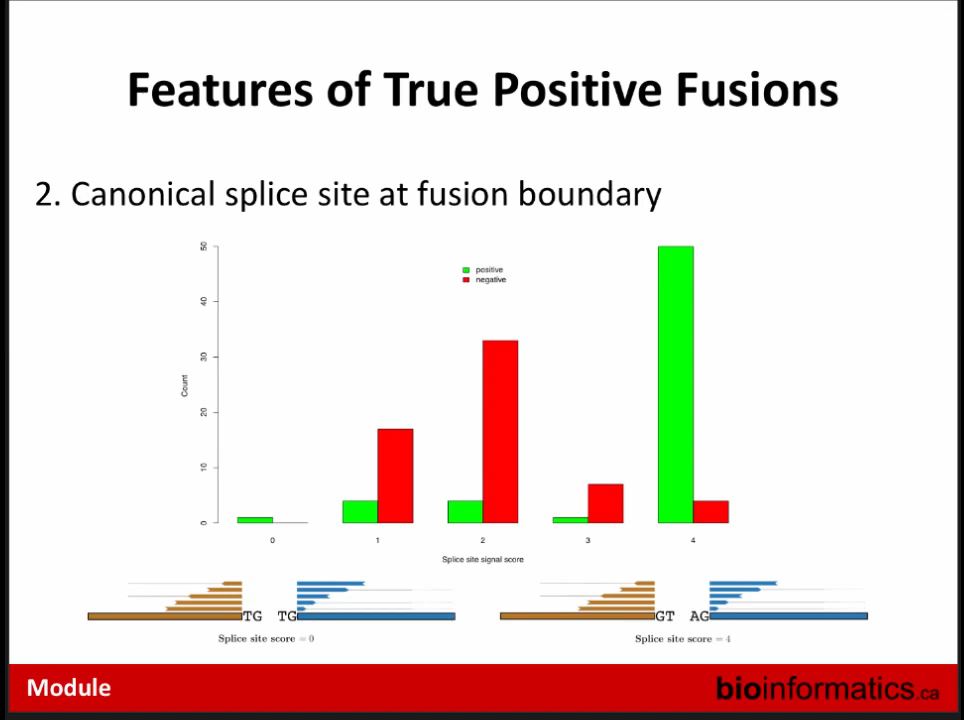 Features of True Positive Fusions
2. Canonical splice site at fusion boundary
positive
negative
50
40
30
20
10
0
Count
0 1 2 3 4
Splice site signal score
TG TG
GT AG
Splice site score = 0
Splice site score = 4
Module
bioinformatics.ca